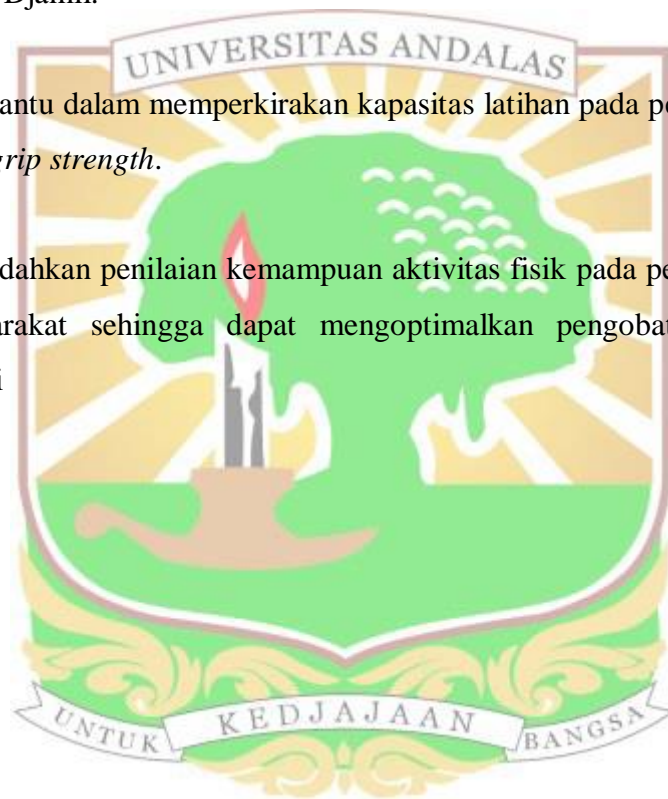 Djamil.
UNIVERSITAS ANDALAS
antu dalam memperkirakan kapasitas latihan pada
grip strength.
dahkan penilaian kemampuan aktivitas fisik pada pe
arakat sehingga dapat mengoptimalkan pengobat
i
UNTUK KEDJAJAAN BANGSA